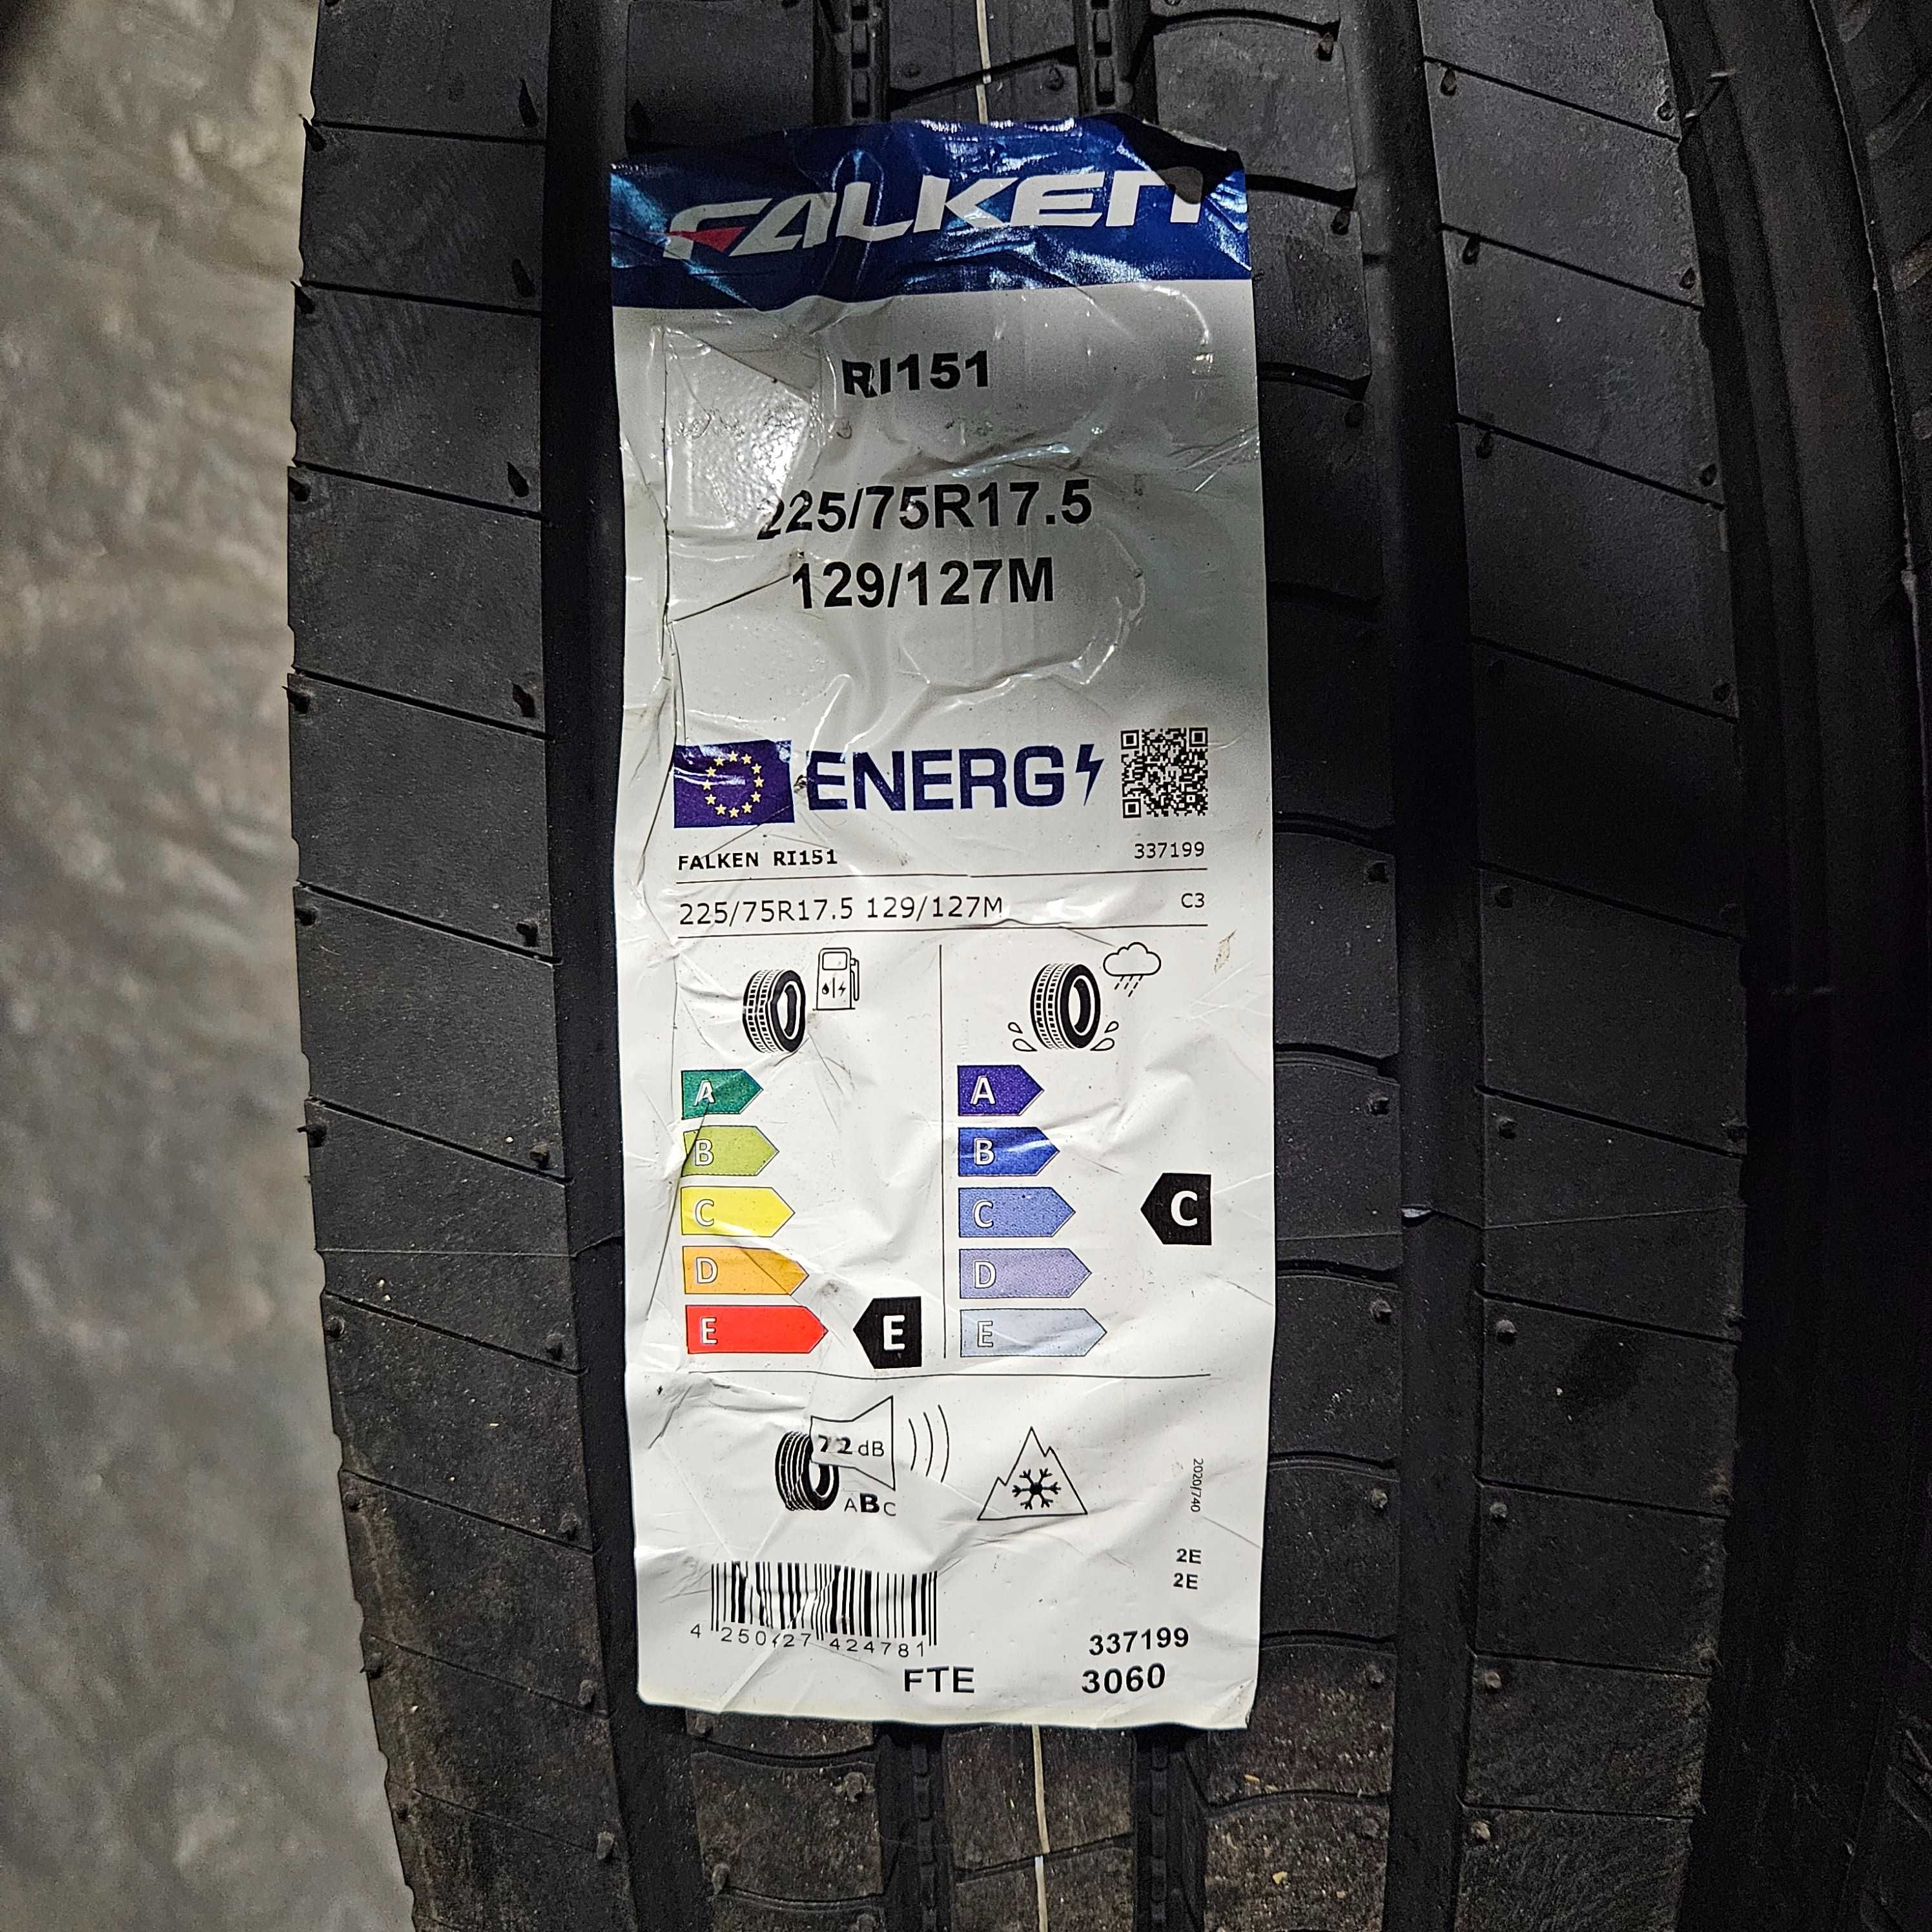 FALKEN
RI151
225/75R17.5
129/127M
ENERG
FALKEN RI151 337199
225/75R17.5 129/127M C3
A A
B B
C C C
D D
E E E
72 dB
ABC
2020/740
2E
2E
4 250427 424781
337199
FTE 3060